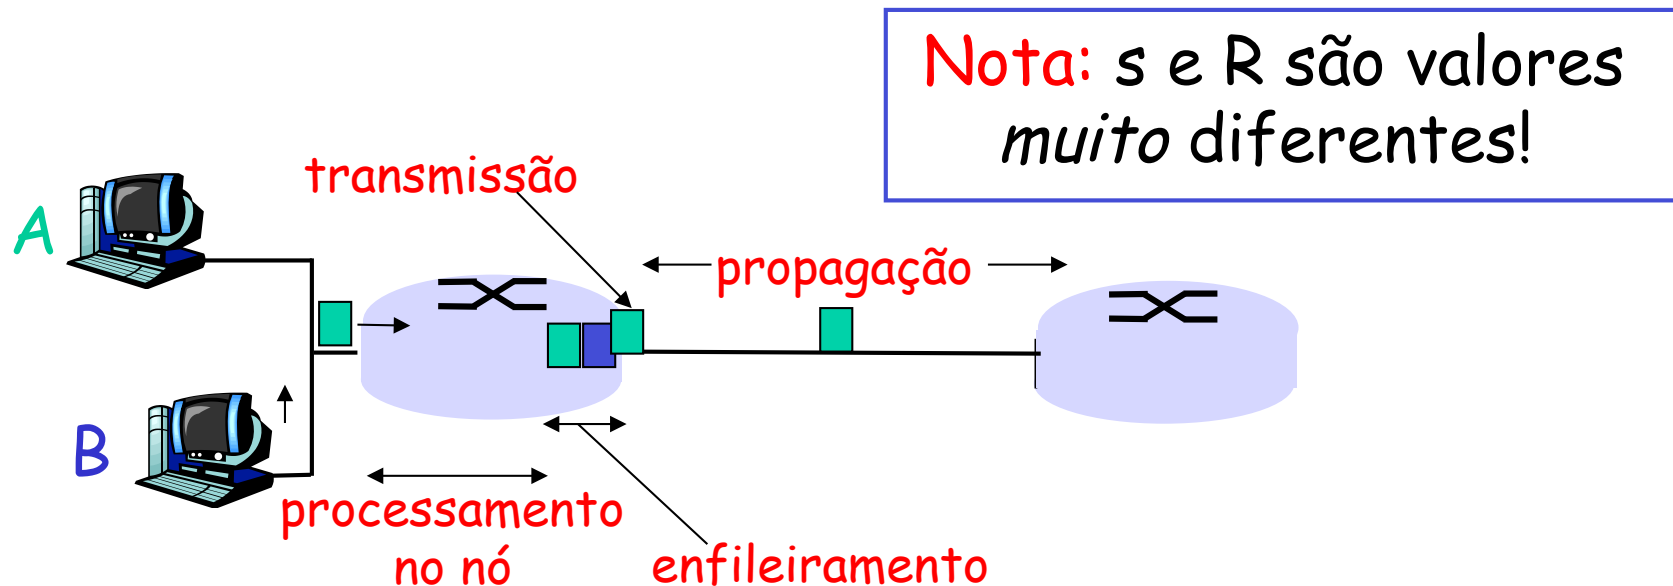 Nota: s e R são valores
muito diferentes!
transmissão
A
propagação
B
processamento
no nó
enfileiramento